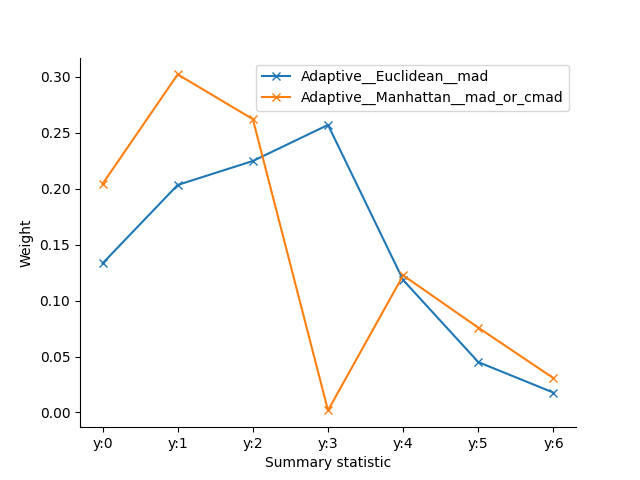 Adaptive__Euclidean__mad
Adaptive__Manhattan__mad_or_cmad
0.30
0.25
0.20
0.15
0.10
0.05
0.00
Weight
y:0 y:1 y:2 y:3 y:4 y:5 y:6
Summary statistic